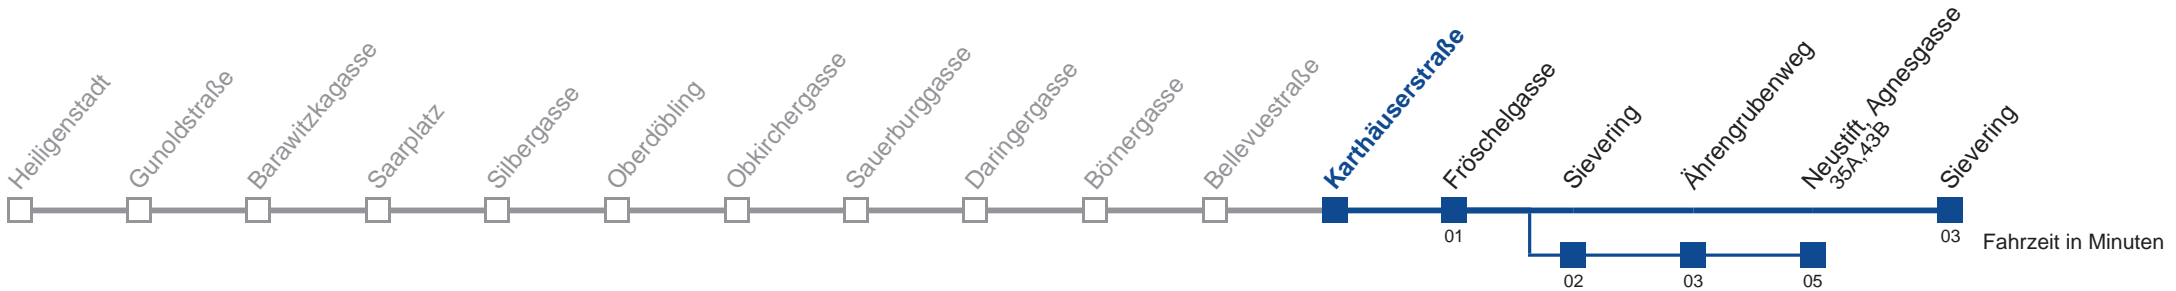 Heiligenstadt
Gunoldstraße
Barawitzkagasse
Saarplatz
Silbergasse
Oberdöbling
Obkirchergasse
Sauerburggasse
Daringergasse
Börnergasse
Bellevuestraße
Karthäuserstraße
Fröschelgasse
Sievering
Ährengrubenweg
Neustift, Agnesgasse
35A,43B
Sievering
01
03
Fahrzeit in Minuten
02
03
05